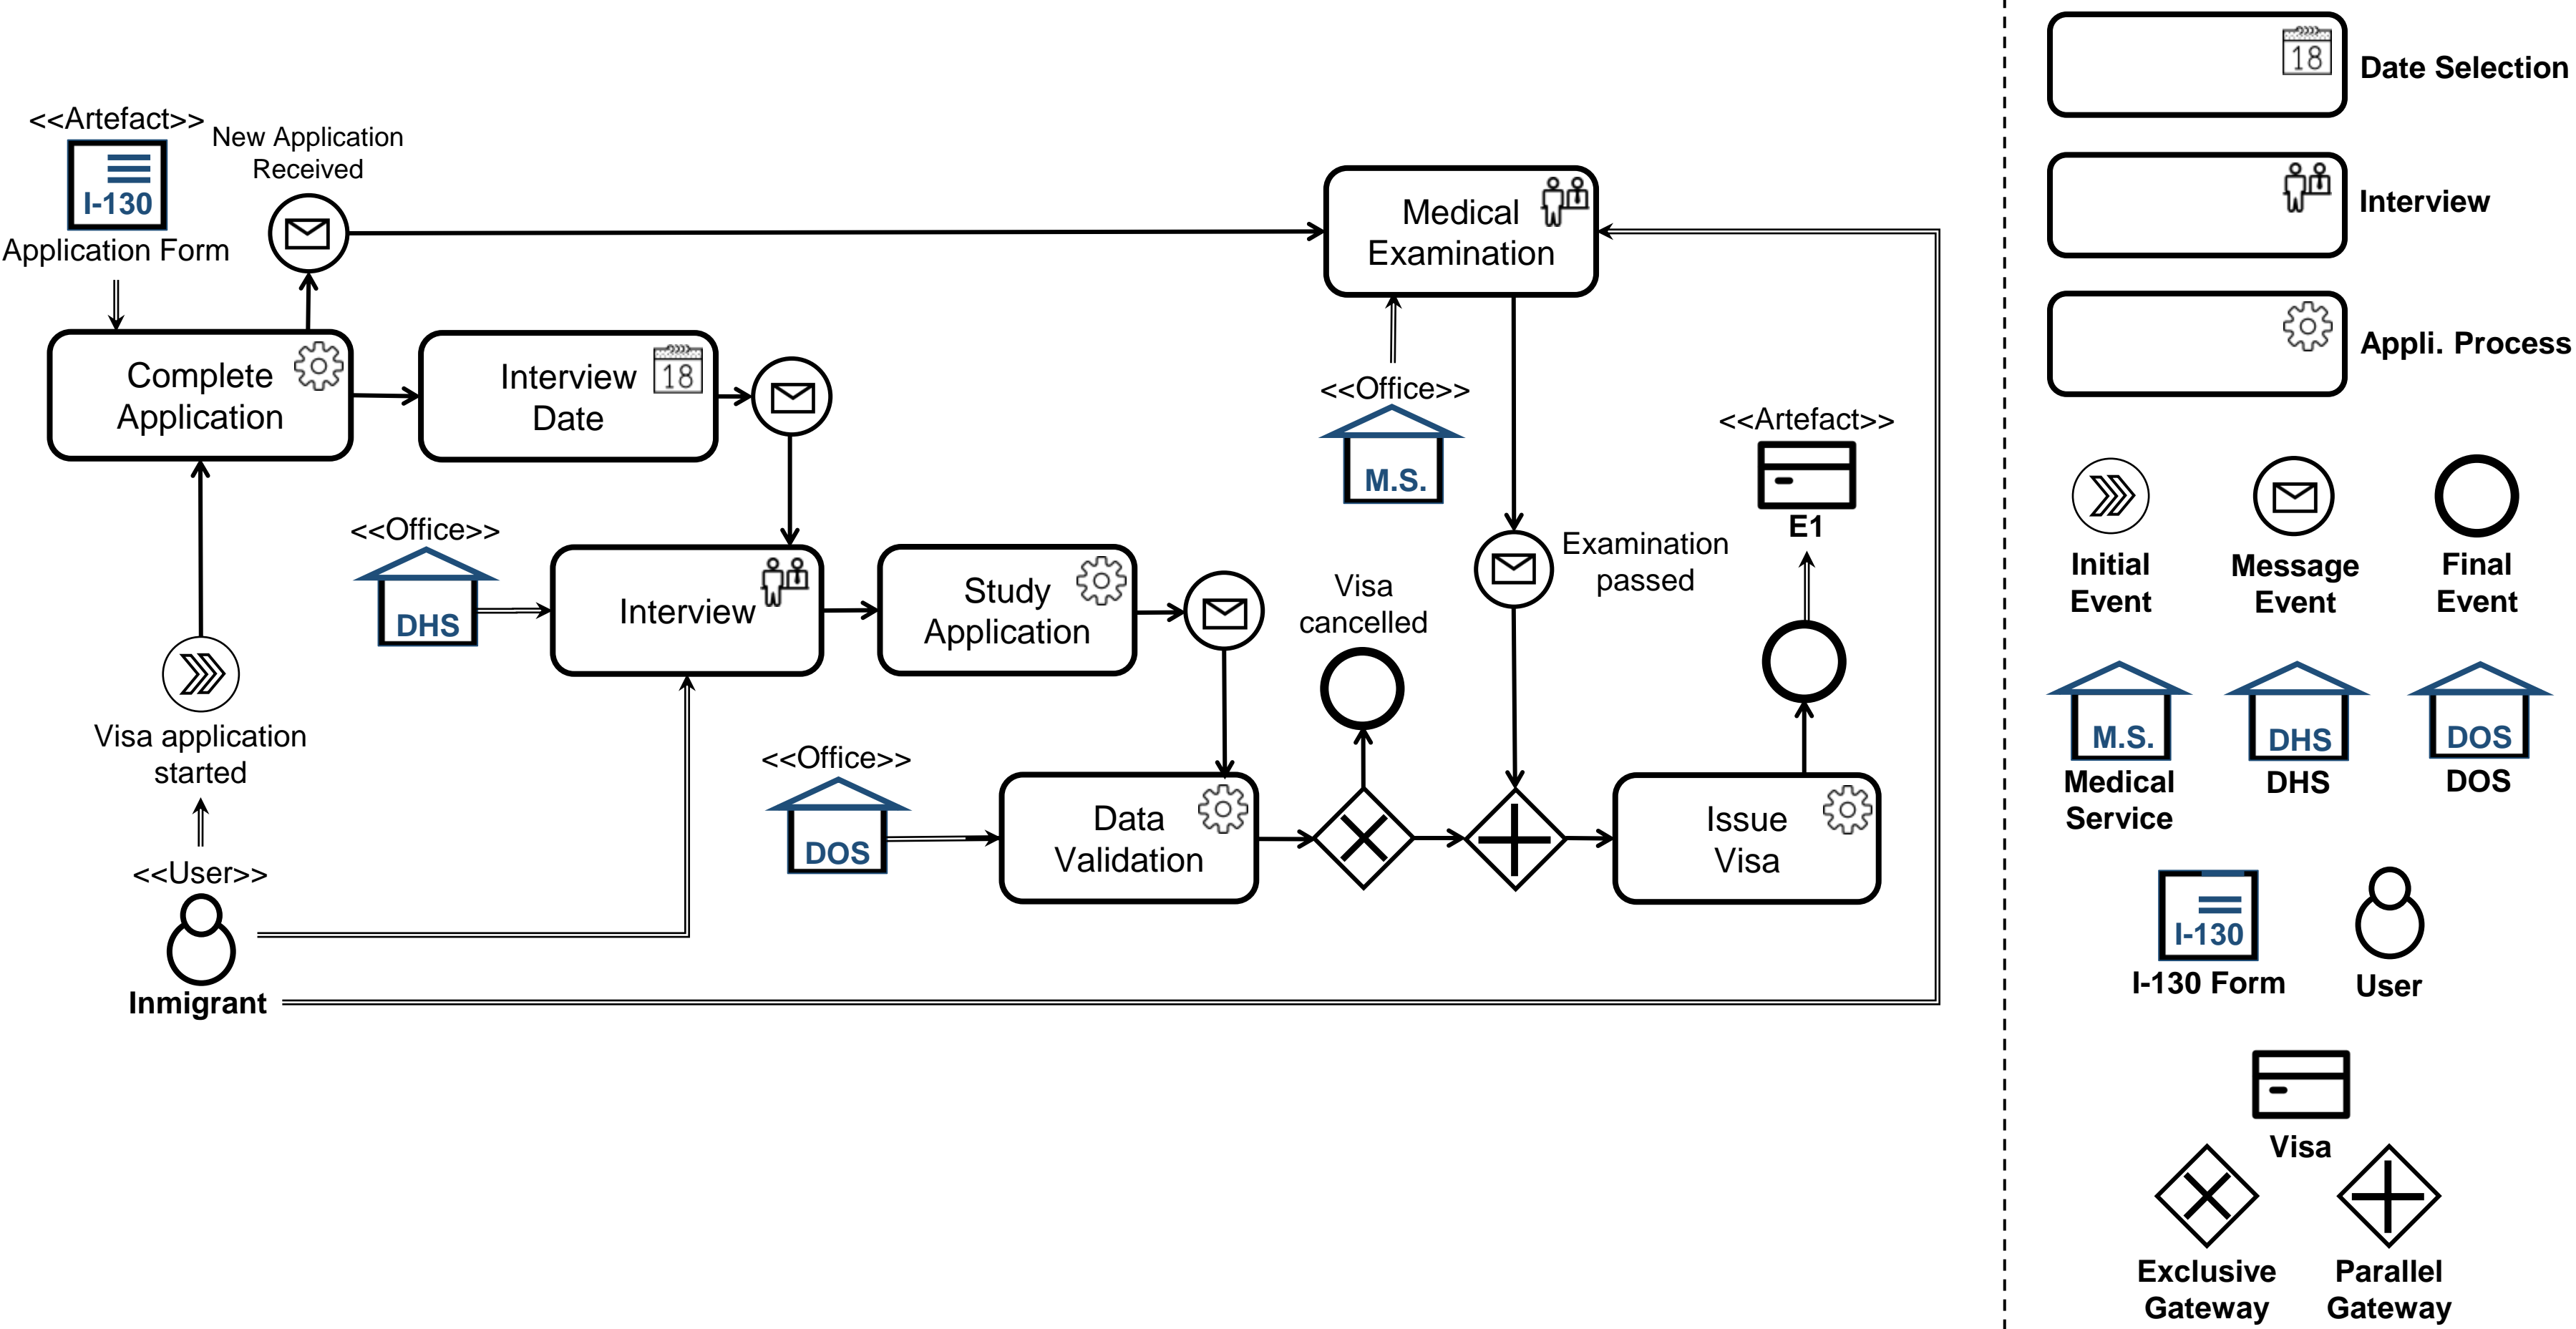 <<Artefact>>
I-130
Application Form
New Application
Received
Complete
Application
Interview
Date
18
Visa application
started
<<User>>
Inmigrant
<<Office>>
DHS
Interview
Study
Application
<<Office>>
DOS
Data
Validation
Visa
cancelled
Medical
Examination
<<Office>>
M.S.
Examination
passed
Issue
Visa
<<Artefact>>
E1
18
Date Selection
Interview
Appli. Process
Initial
Event
Message
Event
Final
Event
M.S.
Medical
Service
DHS
DHS
DOS
DOS
I-130
I-130 Form
User
Visa
Exclusive
Gateway
Parallel
Gateway